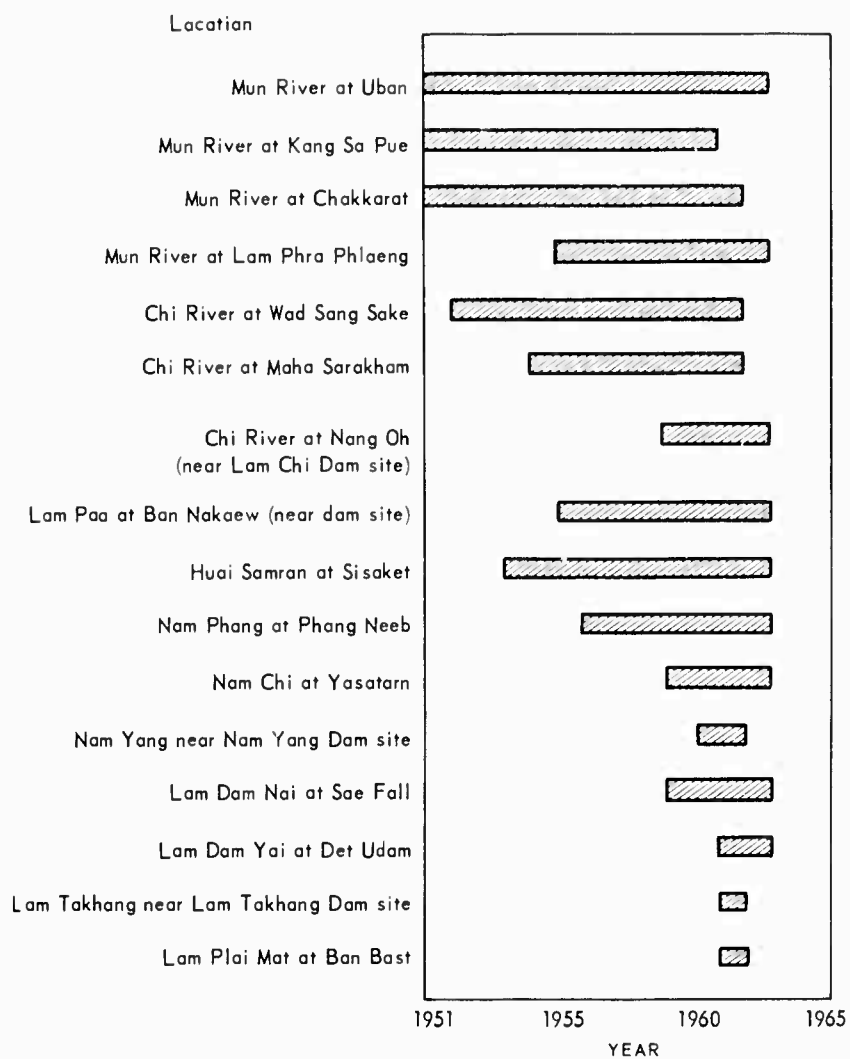 Lacatian
Mun River at Uban
Mun River at Kang Sa Pue
Mun River at Chakkarat
Mun River at Lam Phra Phlaeng
Chi River at Wad Sang Sake
Chi River at Maha Sarakham
Chi River at Nang Oh
(near Lam Chi Dam site)
Lam Paa at Ban Nakaew (near dam site)
Huai Samran at Sisaket
Nam Phang at Phang Neeb
Nam Chi at Yasatarn
Nam Yang near Nam Yang Dam site
Lam Dam Nai at Sae Fall
Lam Dam Yai at Det Udam
Lam Takhang near Lam Takhang Dam site
Lam Plai Mat at Ban Bast
1951 1955 1960 1965
YEAR